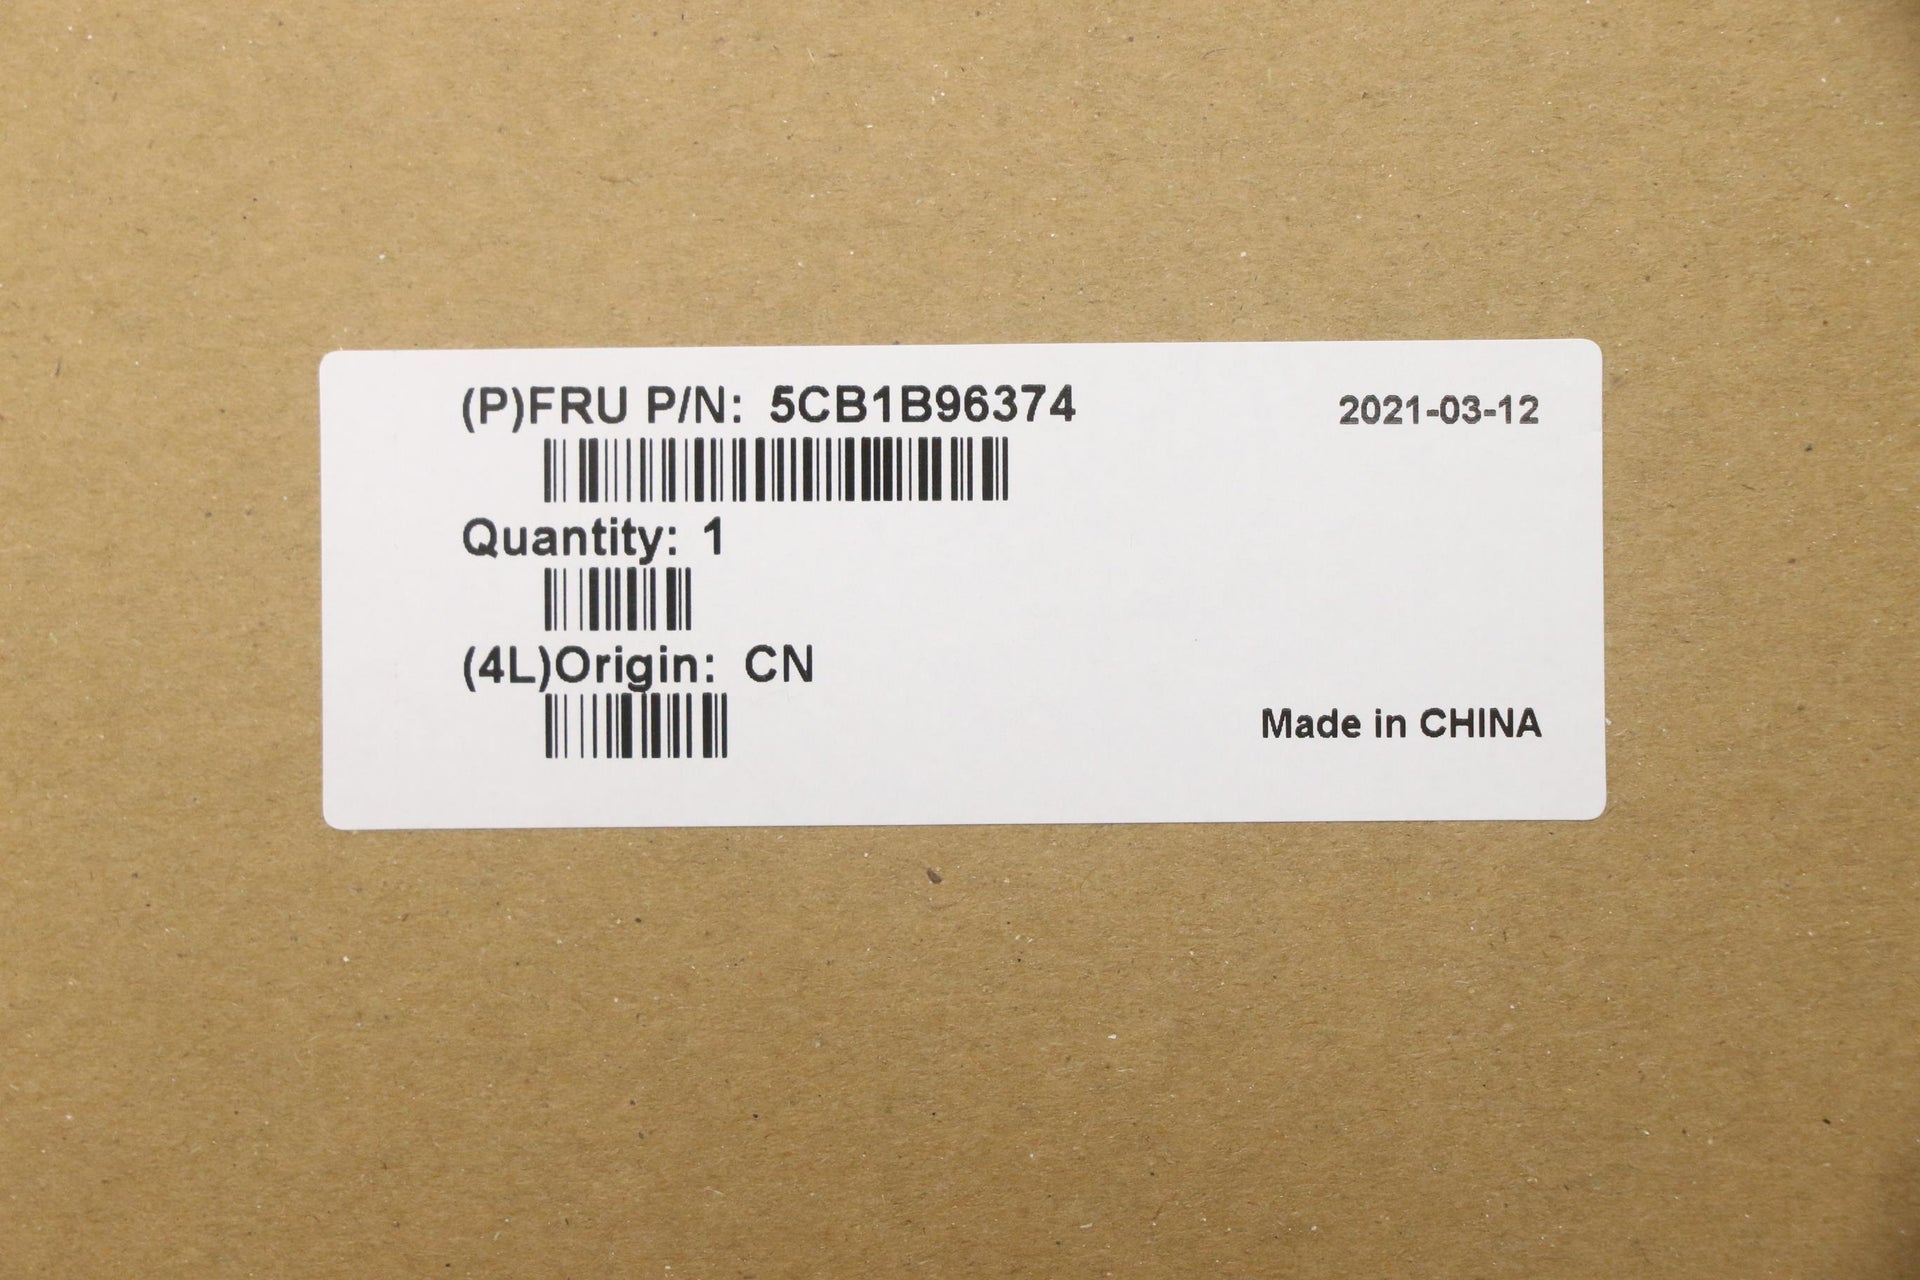 (P)FRU P/N: 5CB1B96374
2021-03-12
Quantity: 1
(4L)Origin: CN
Made in CHINA